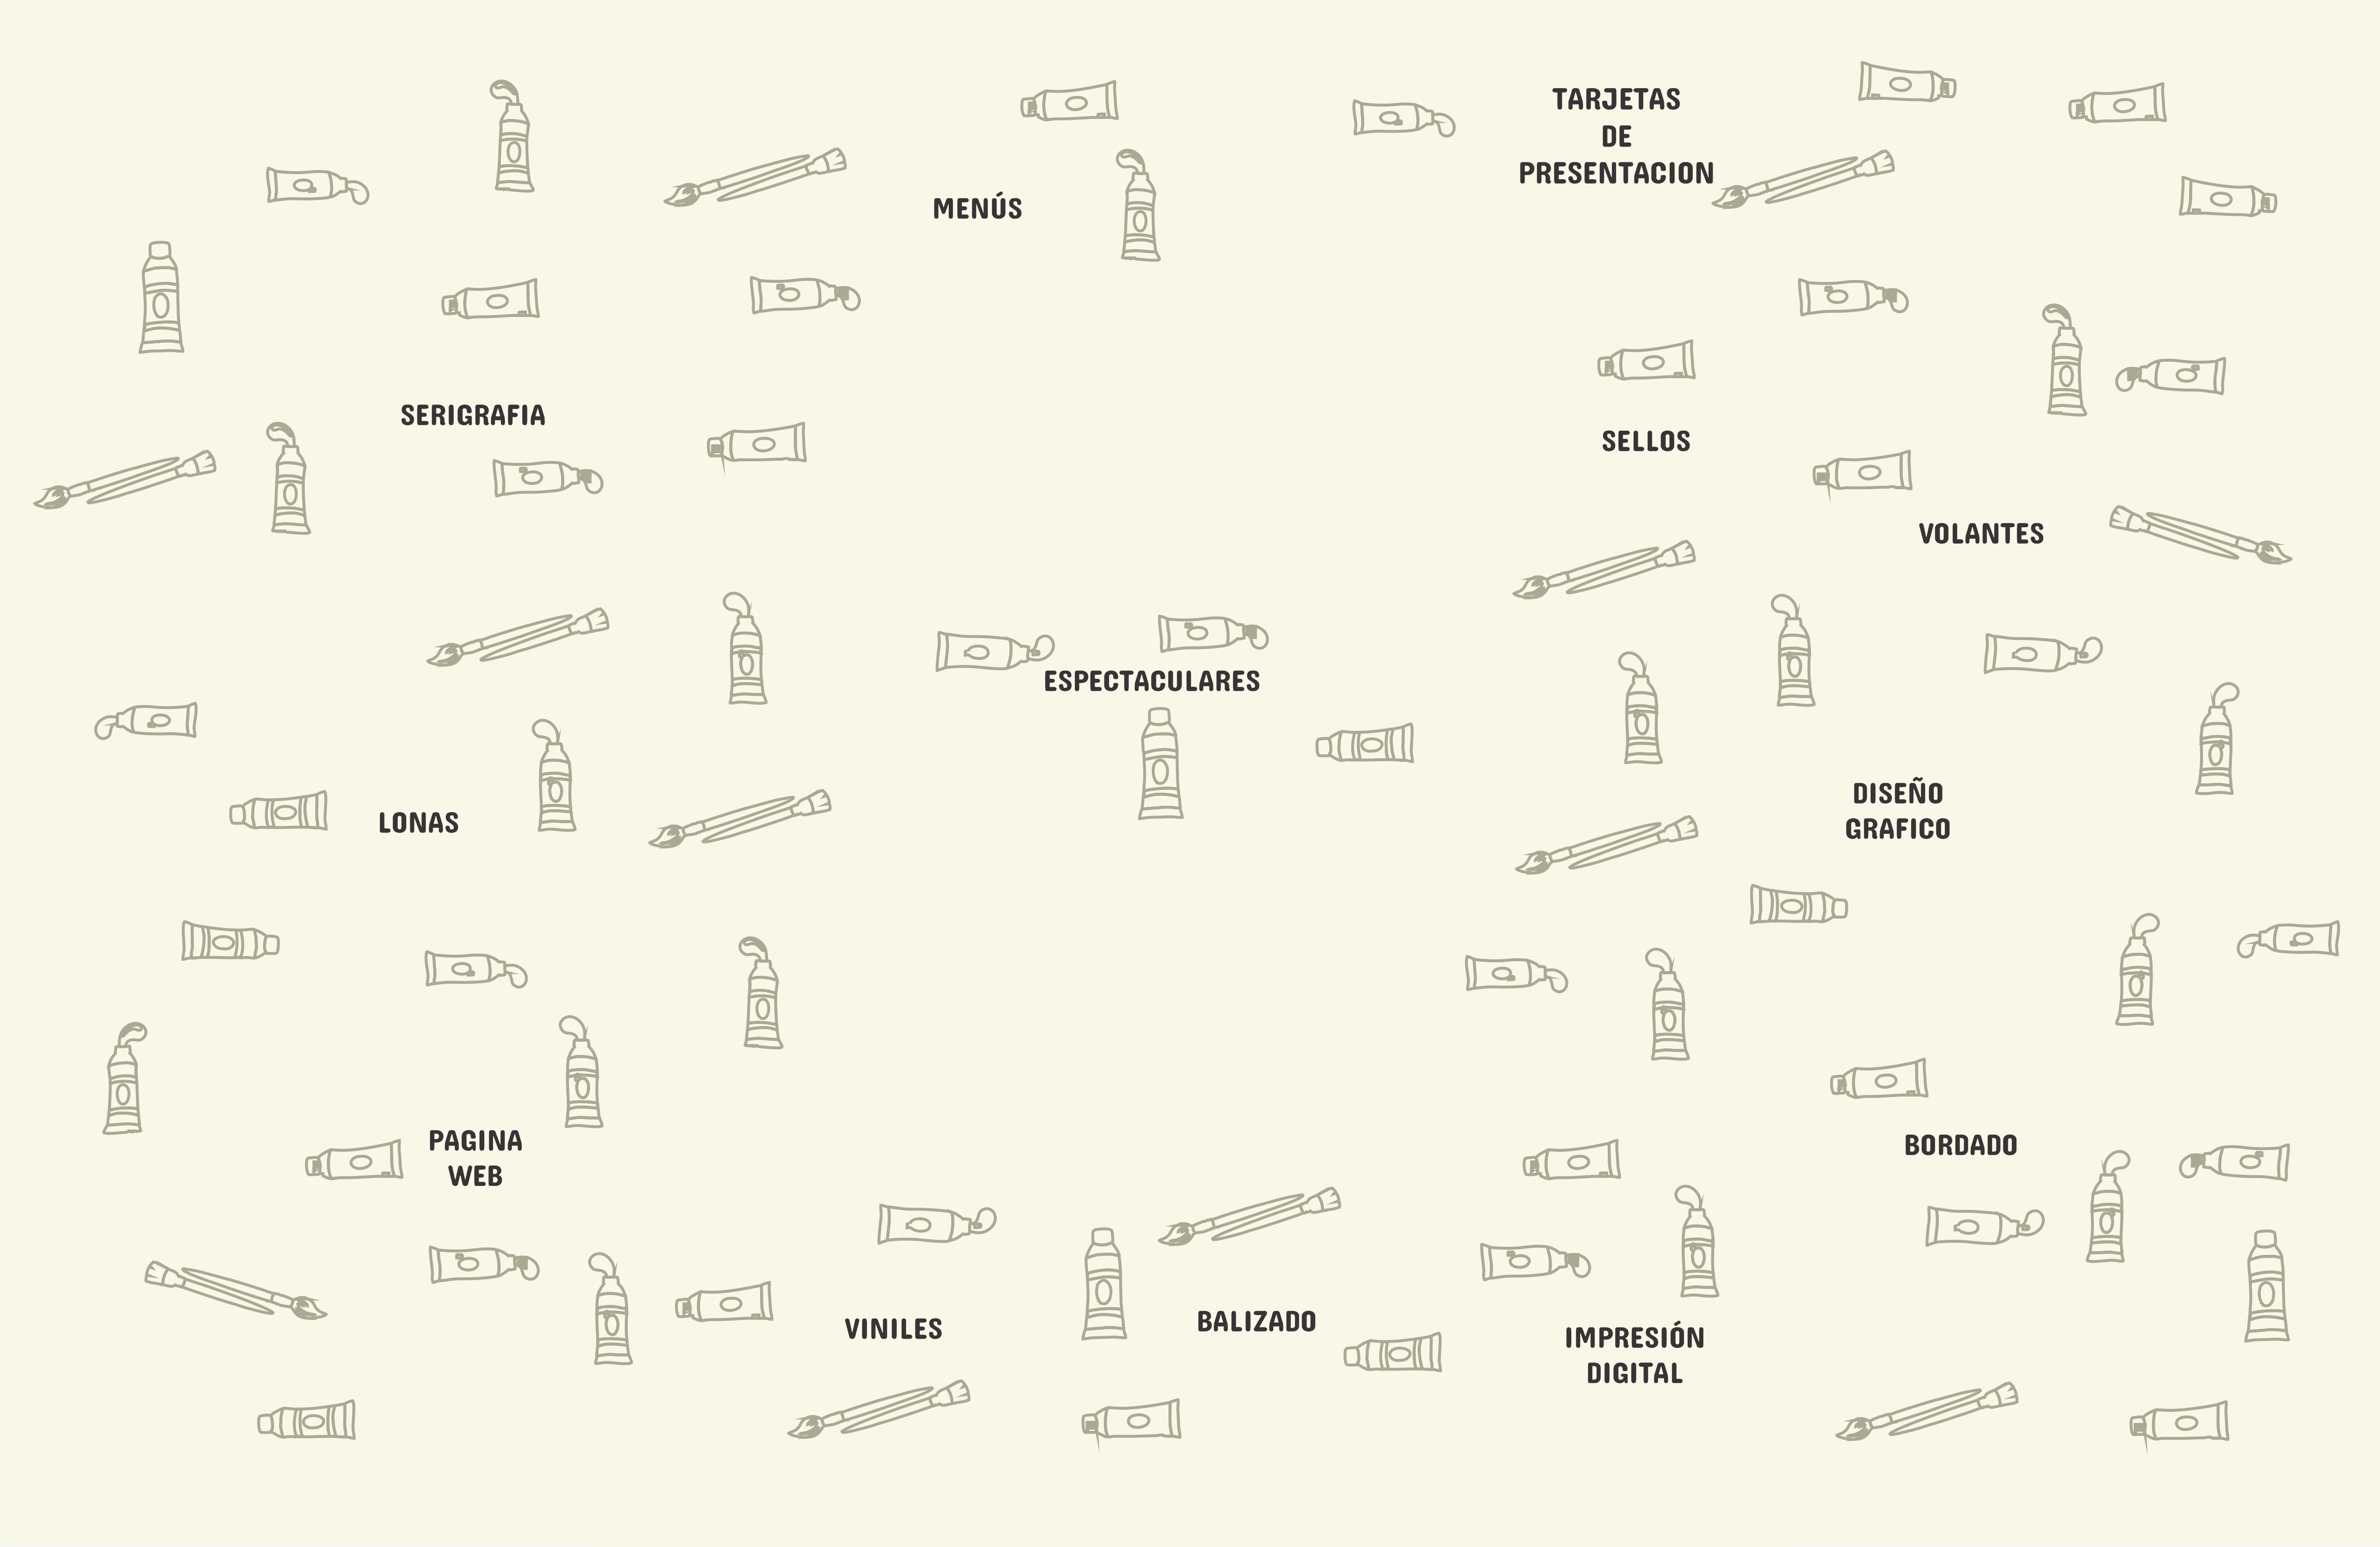 TARJETAS
DE
PRESENTACION
MENÚS
SERIGRAFIA
SELLOS
VOLANTES
ESPECTACULARES
DISEÑO
GRAFICO
LONAS
PAGINA
WEB
BORDADO
VINILES
BALIZADO
IMPRESIÓN
DIGITAL